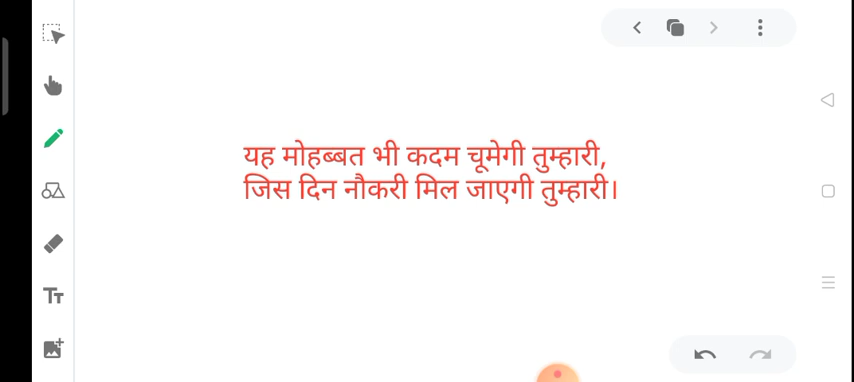 यह मोहब्बत भी कदम चूमेगी तुम्हारी,
जिस दिन नौकरी मिल जाएगी तुम्हारी।